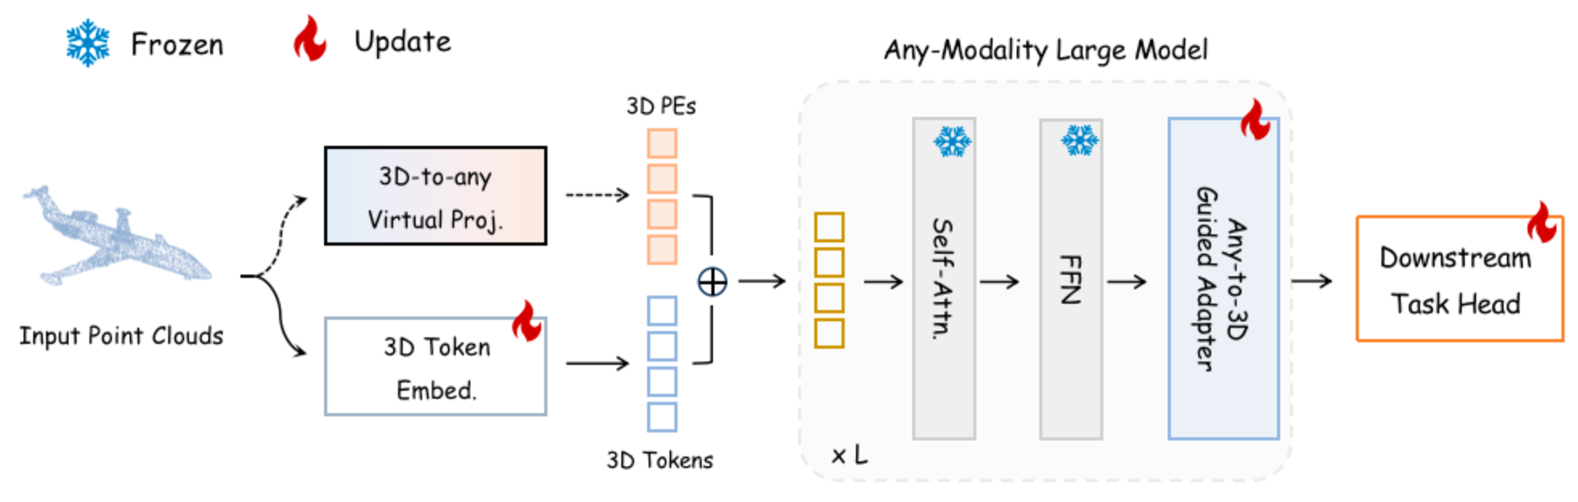 Frozen
Update
Any-Modality Large Model
3D PEs
3D-to-any
Virtual Proj.
Input Point Clouds
3D Token
Embed.
3D Tokens
Self-Attn.
FFN
Any-to-3D
Guided Adapter
x L
Downstream
Task Head